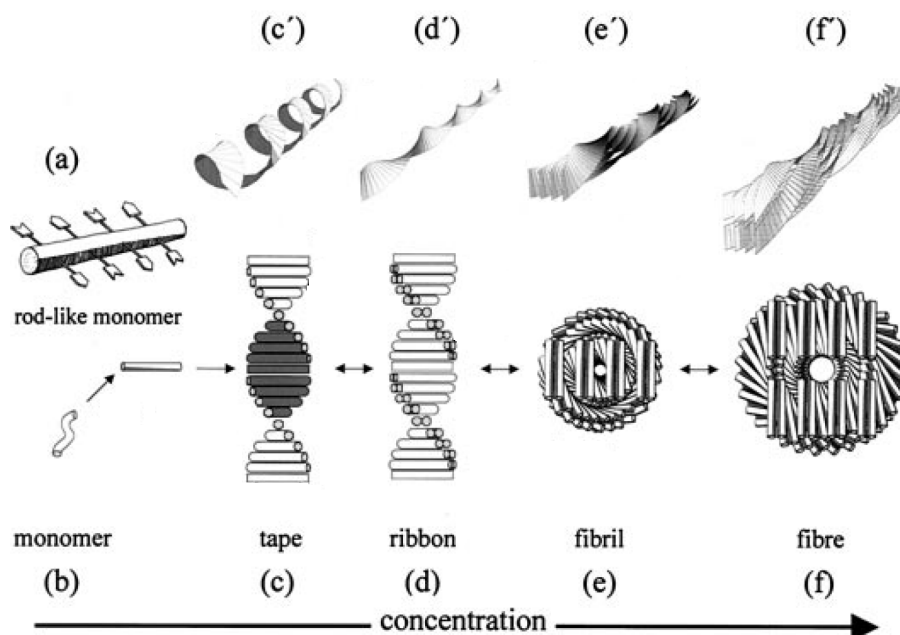 (c´) (d´) (e´) (f´)
(a)
rod-like monomer
monomer tape ribbon fibril fibre
(b) (c) (d) (e) (f)
concentration